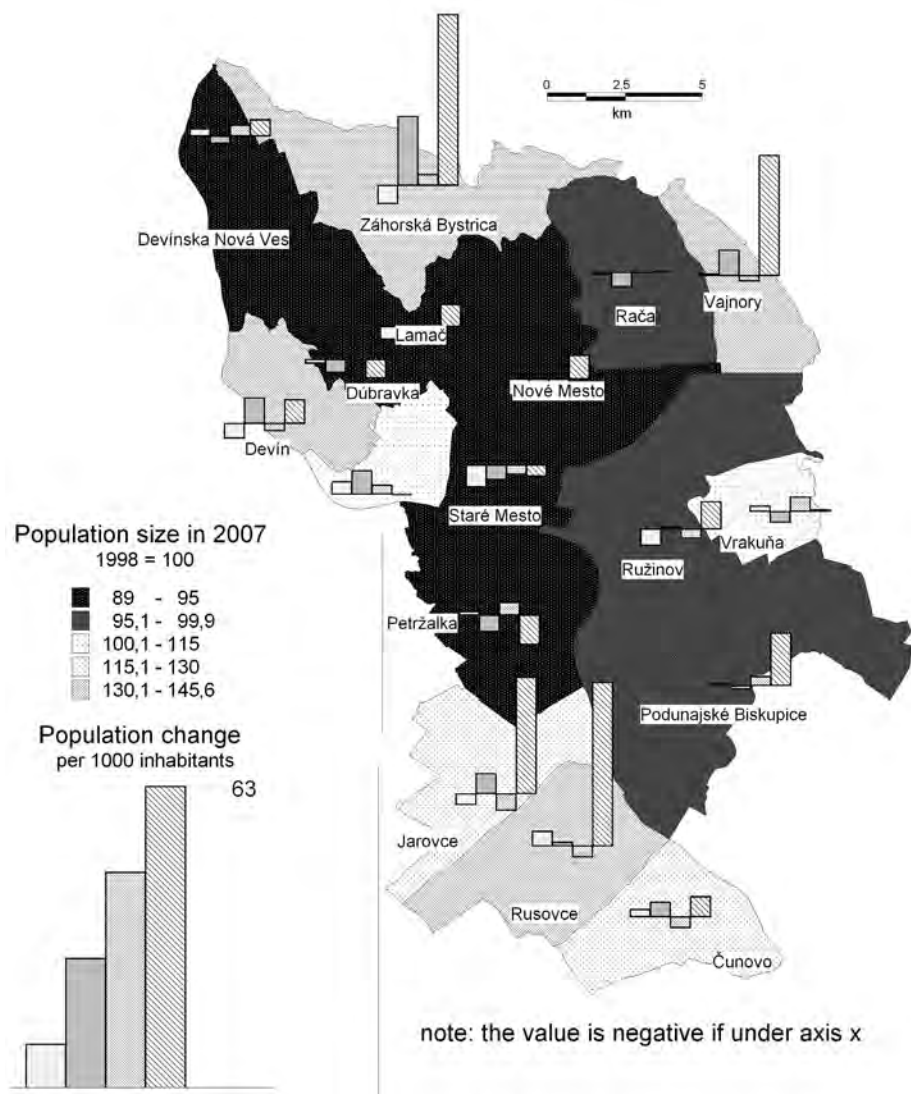 0 2,5 5
km
Devínska Nová Ves
Záhorská Bystrica
Vajnory
Rača
Lamač
Dúbravka
Nové Mesto
Devín
Staré Mesto
Vrakuňa
Ružinov
Petržalka
Podunajské Biskupice
Jarovce
Rusovce
Čunovo
Population size in 2007
1998 = 100
89 - 95
95,1 - 99,9
100,1 - 115
115,1 - 130
130,1 - 145,6
Population change
per 1000 inhabitants
63
note: the value is negative if under axis x